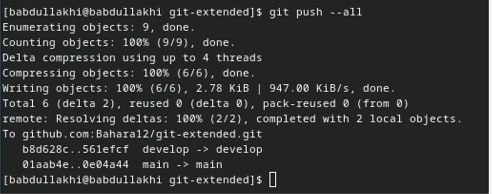 [babdullakhi@babdullakhi git-extended]$ git push --all
Enumerating objects: 9, done.
Counting objects: 100% (9/9), done.
Delta compression using up to 4 threads
Compressing objects: 100% (6/6), done.
Writing objects: 100% (6/6), 2.78 KiB | 947.00 KiB/s, done.
Total 6 (delta 2), reused 0 (delta 0), pack-reused 0 (from 0)
remote: Resolving deltas: 100% (2/2), completed with 2 local objects.
To github.com:Bahara12/git-extended.git
   b8d628c..561efcf  develop -> develop
   01aab4e..0e04a44  main -> main
[babdullakhi@babdullakhi git-extended]$